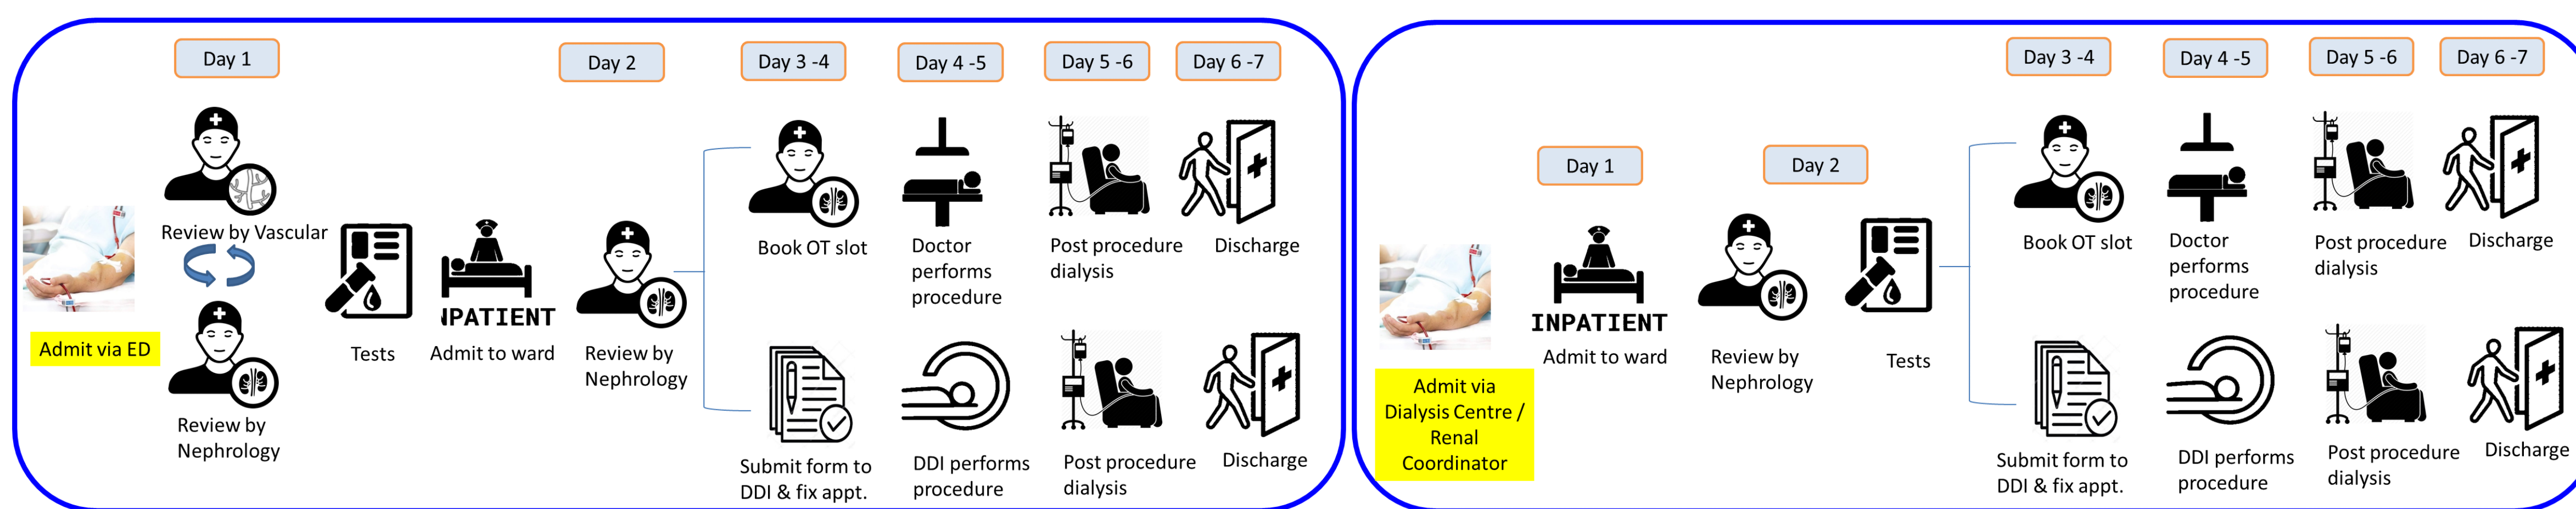 Day 1
Day 2
Day 3 -4
Day 4 -5
Day 5 -6
Day 6 -7
Review by Vascular
Book OT slot
Doctor
performs
procedure
Post procedure
dialysis
Discharge
Admit via ED
Tests
INPATIENT
Admit to ward
Review by
Nephrology
Review by
Nephrology
Submit form to
DDI & fix appt.
DDI performs
procedure
Post procedure
dialysis
Discharge
Day 1
Day 2
Day 3 -4
Day 4 -5
Day 5 -6
Day 6 -7
Book OT slot
Doctor
performs
procedure
Post procedure
dialysis
Discharge
INPATIENT
Admit to ward
Review by
Nephrology
Tests
Admit via
Dialysis Centre /
Renal
Coordinator
Submit form to
DDI & fix appt.
DDI performs
procedure
Post procedure
dialysis
Discharge